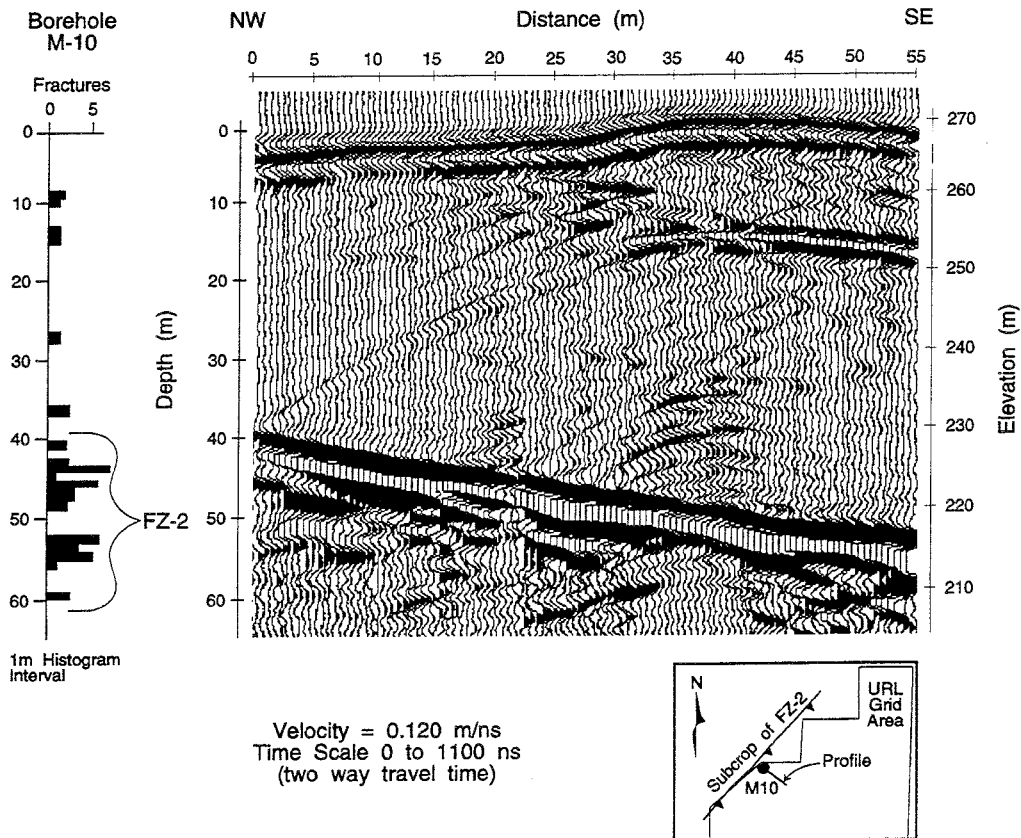 Borehole
M-10
Fractures
0 5
0
10
20
30
40
50
60
FZ-2
1m Histogram
Interval
NW
Distance (m)
SE
0 5 10 15 20 25 30 35 40 45 50 55
Depth (m)
0
10
20
30
40
50
60
270
260
250
240
230
220
210
Elevation (m)
Velocity = 0.120 m/ns
Time Scale 0 to 1100 ns
(two way travel time)
N
Subcrop of FZ-2
URL
Grid
Area
Profile
M10